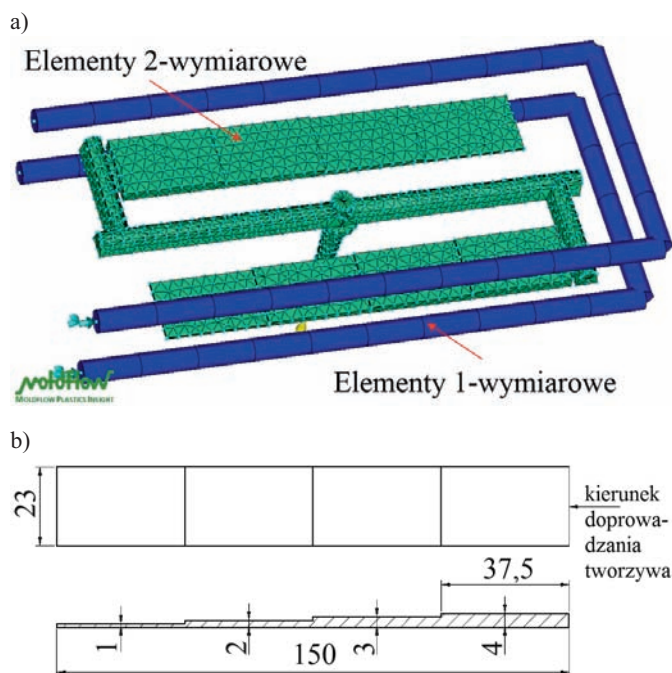 a)
Elementy 2-wymiarowe
Elementy 1-wymiarowe
moldflow
MOLDFLOW PLASTICS INSIGHT
b)
23
kierunek
doprowa-
dzania
tworzywa
37,5
1
2
3
4
150